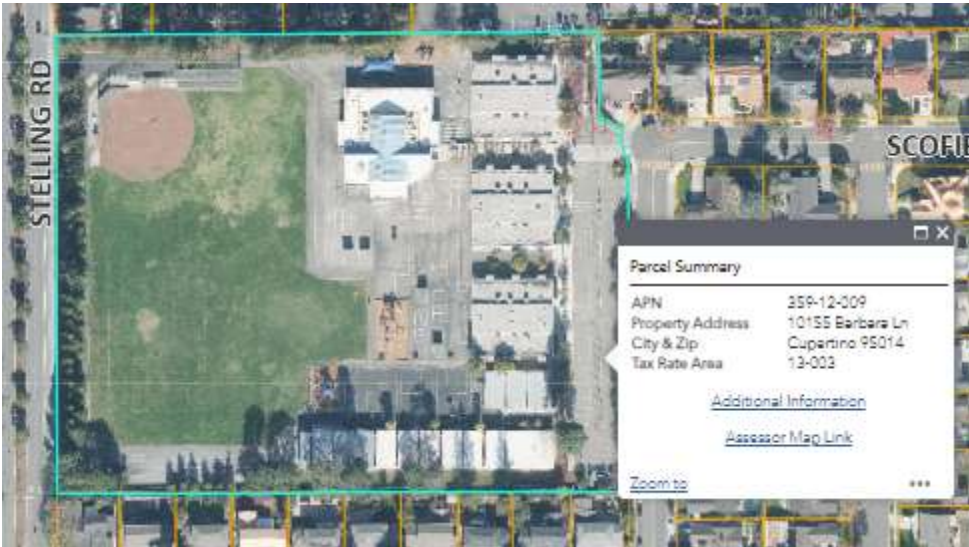 STELLING RD
SCOFIE
Parcel Summary
APN 359-12-009
Property Address 10155 Barbara Ln
City & Zip Cupertino 95014
Tax Rate Area 13-003
Additional Information
Assessor Map Link
Zoom to